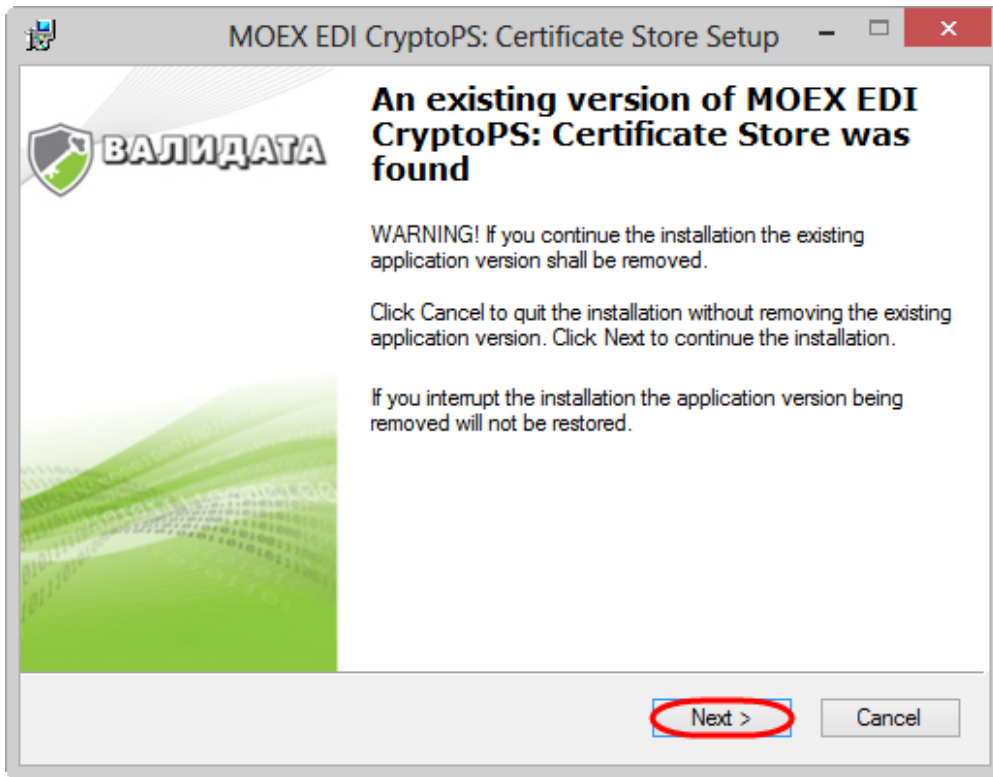 MOEX EDI CryptoPS: Certificate Store Setup
ВАЛИДАТА
An existing version of MOEX EDI
CryptoPS: Certificate Store was
found
WARNING! If you continue the installation the existing
application version shall be removed.
Click Cancel to quit the installation without removing the existing
application version. Click Next to continue the installation.
If you interrupt the installation the application version being
removed will not be restored.
Next >
Cancel